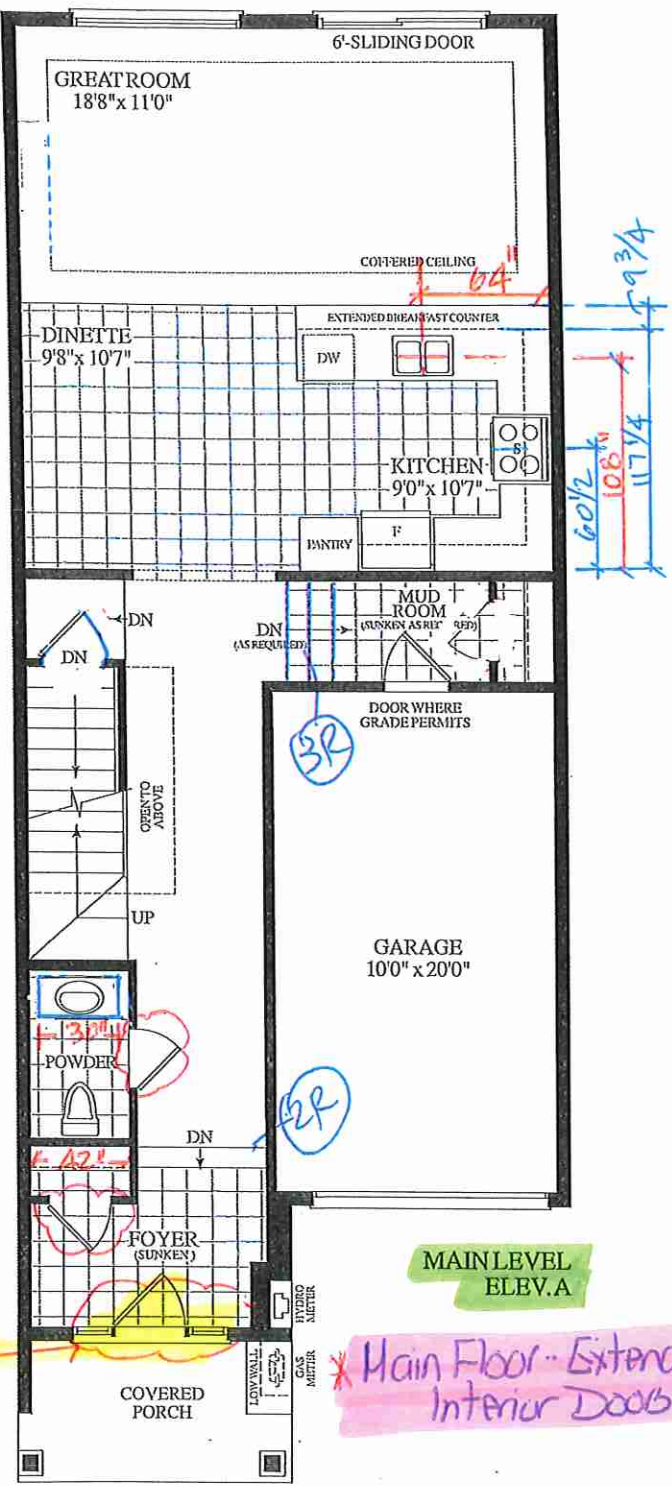 6'-SLIDING DOOR
GREAT ROOM
18'8"x 11'0"
COFFERED CEILING
64"
9 3/4
EXTENDED BREAKFAST COUNTER
DINETTE
9'8"x 10'7"
DW
S
KITCHEN
9'0"x 10'7"
60 1/2
108"
117 1/4
PANTRY
F
DN
DN
MUD
ROOM
(SUNKEN AS
DN
(AS REQUIRED)
DOOR WHERE
GRADE PERMITS
3R
OPEN TO
ABOVE
UP
GARAGE
10'0" x 20'0"
30"
POWDER
2R
DN
42"
FOYER
(SUNKEN)
MAIN LEVEL
ELEV. A
HYDRO
METER
LOW WALL
GAS
METER
* Main Floor -
Interior Doors
COVERED
PORCH